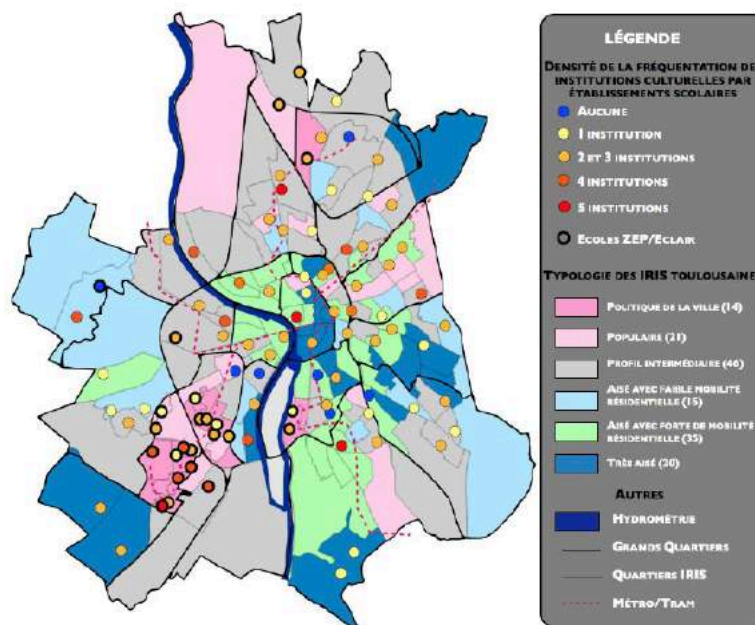 LÉGENDE
DENSITÉ DE LA FRÉQUENTATION DE
INSTITUTIONS CULTURELLES PAR
ÉTABLISSEMENTS SCOLAIRES
AUCUNE
1 INSTITUTION
2 ET 3 INSTITUTIONS
4 INSTITUTIONS
5 INSTITUTIONS
ECOLES ZEP/ECLAIR
TYPOLOGIE DES IRIS TOULOUSAINE
POLITIQUE DE LA VILLE (14)
POPULAIRE (21)
PROFIL INTERMÉDIAIRE (46)
AISÉ AVEC FAIBLE MOBILITÉ
RÉSIDENTIELLE (15)
AISÉ AVEC FORTE DE MOBILITÉ
RÉSIDENTIELLE (35)
TRÈS AISÉ (20)
AUTRES
HYDROMÉTRIE
GRANDS QUARTIERS
QUARTIERS IRIS
MÉTRO/TRAM